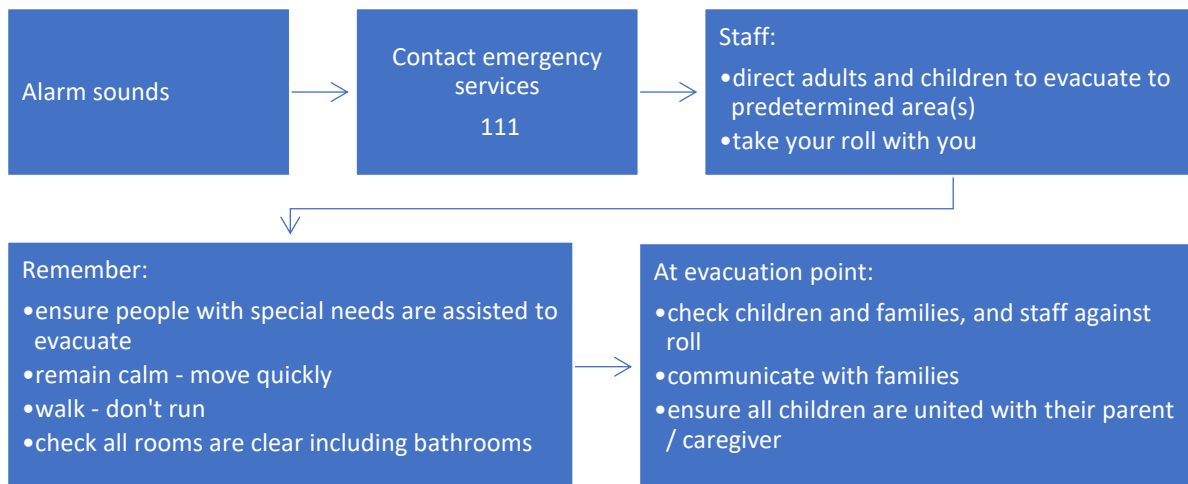 Alarm sounds
Contact emergency
services
111
Staff:
•direct adults and children to evacuate to
predetermined area(s)
•take your roll with you
Remember:
•ensure people with special needs are assisted to
evacuate
•remain calm - move quickly
•walk - don't run
•check all rooms are clear including bathrooms
At evacuation point:
•check children and families, and staff against
roll
•communicate with families
•ensure all children are united with their parent
/ caregiver